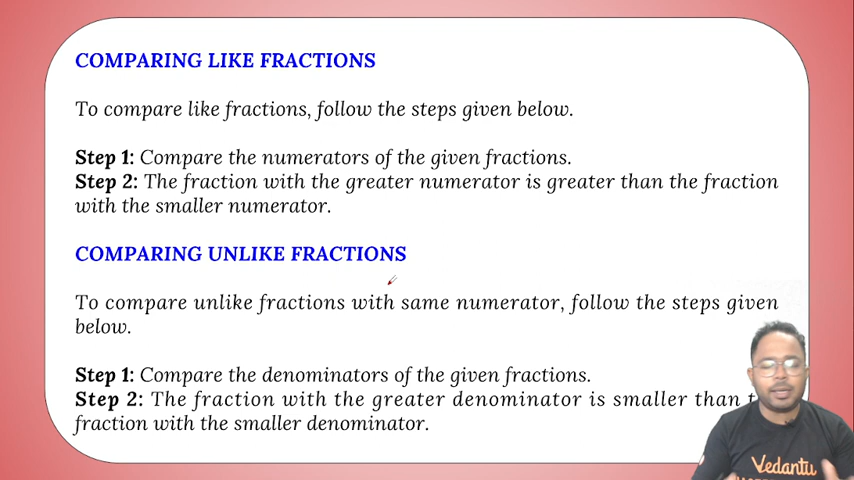 COMPARING LIKE FRACTIONS
To compare like fractions, follow the steps given below.
Step 1: Compare the numerators of the given fractions.
Step 2: The fraction with the greater numerator is greater than the fraction
with the smaller numerator.
COMPARING UNLIKE FRACTIONS
To compare unlike fractions with same numerator, follow the steps given
below.
Step 1: Compare the denominators of the given fractions.
Step 2: The fraction with the greater denominator is smaller than
fraction with the smaller denominator.
Vedantu